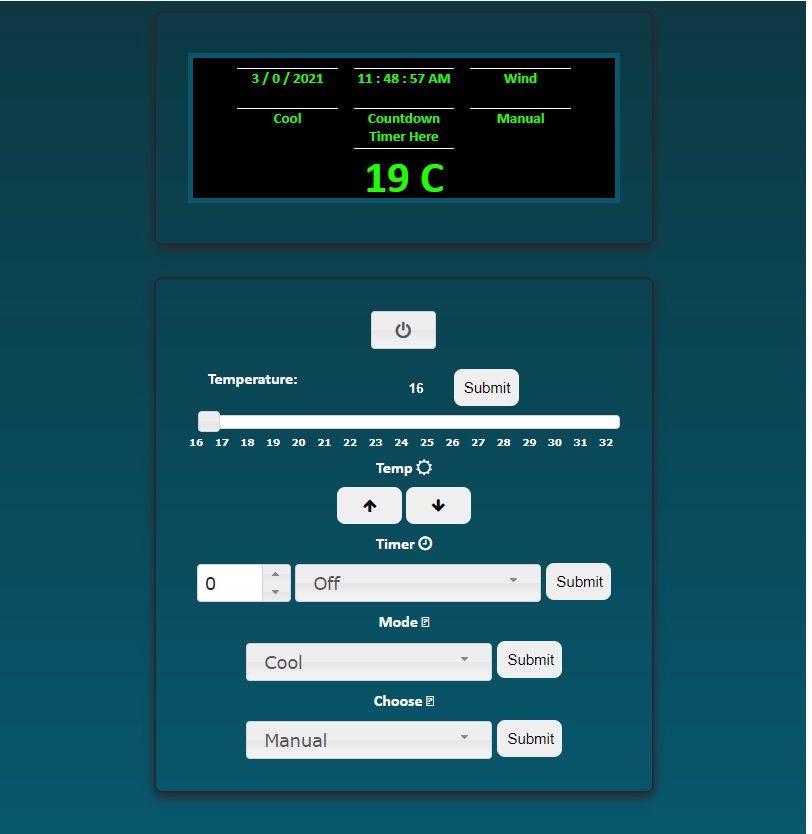 3 / 0 / 2021 11 : 48 : 57 AM Wind
Cool Countdown Manual
Timer Here
19 C
Temperature: 16 Submit
16 17 18 19 20 21 22 23 24 25 26 27 28 29 30 31 32
Temp
Timer
0 Off Submit
Mode
Cool Submit
Choose
Manual Submit